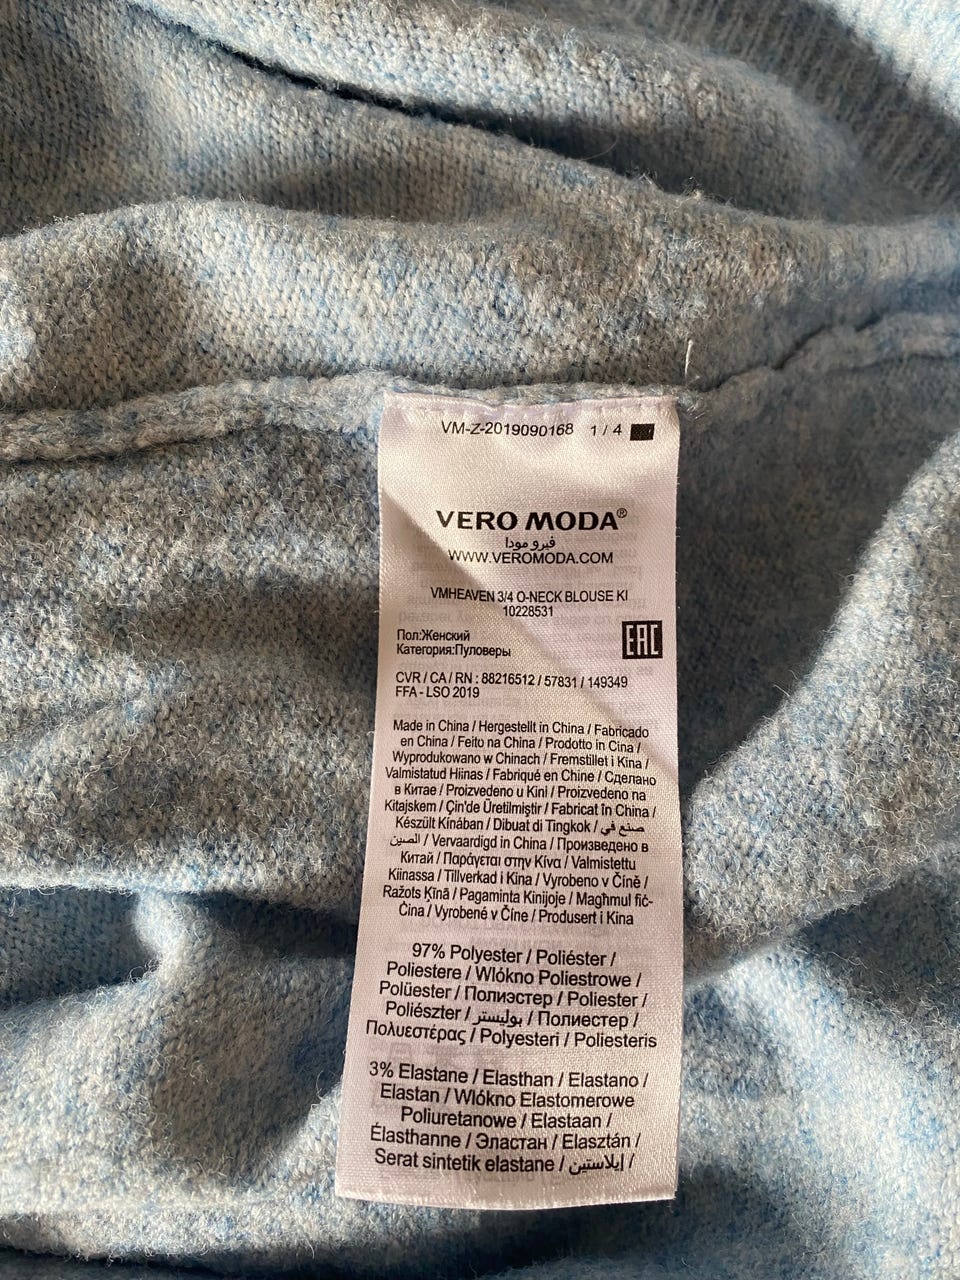 VM-Z-2019090168 1 / 4
VERO MODA®
فيرو مودا
WWW.VEROMODA.COM
VMHEAVEN 3/4 O-NECK BLOUSE KI
10228531
Пол:Женский
Категория:Пуловеры
EAC
CVR / CA / RN : 88216512 / 57831 / 149349
FFA - LSO 2019
Made in China / Hergestellt in China / Fabricado
en China / Feito na China / Prodotto in Cina /
Wyprodukowano w Chinach / Fremstillet i Kina /
Valmistatud Hiinas / Fabriqué en Chine / Сделано
в Китае / Proizvedeno u Kini / Proizvedeno na
Kitajskem / Çin'de Üretilmiştir / Fabricat în China /
Készült Kínában / Dibuat di Tingkok / صنع في
الصين / Vervaardigd in China / Произведено в
Китай / Παράγεται στην Κίνα / Valmistettu
Kiinassa / Tillverkad i Kina / Vyrobeno v Číně /
Ražots Ķīnā / Pagaminta Kinijoje / Magħmul fiċ-
Ċina / Vyrobené v Číne / Produsert i Kina
97% Polyester / Poliéster /
Poliestere / Wlókno Poliestrowe /
Polüester / Полиэстер / Poliester /
Poliészter / بوليستر / Полиестер /
Πολυεστέρας / Polyesteri / Poliesteris
3% Elastane / Elasthan / Elastano /
Elastan / Wlókno Elastomerowe
Poliuretanowe / Elastaan /
Élasthanne / Эластан / Elasztán /
Serat sintetik elastane / إيلاستين /